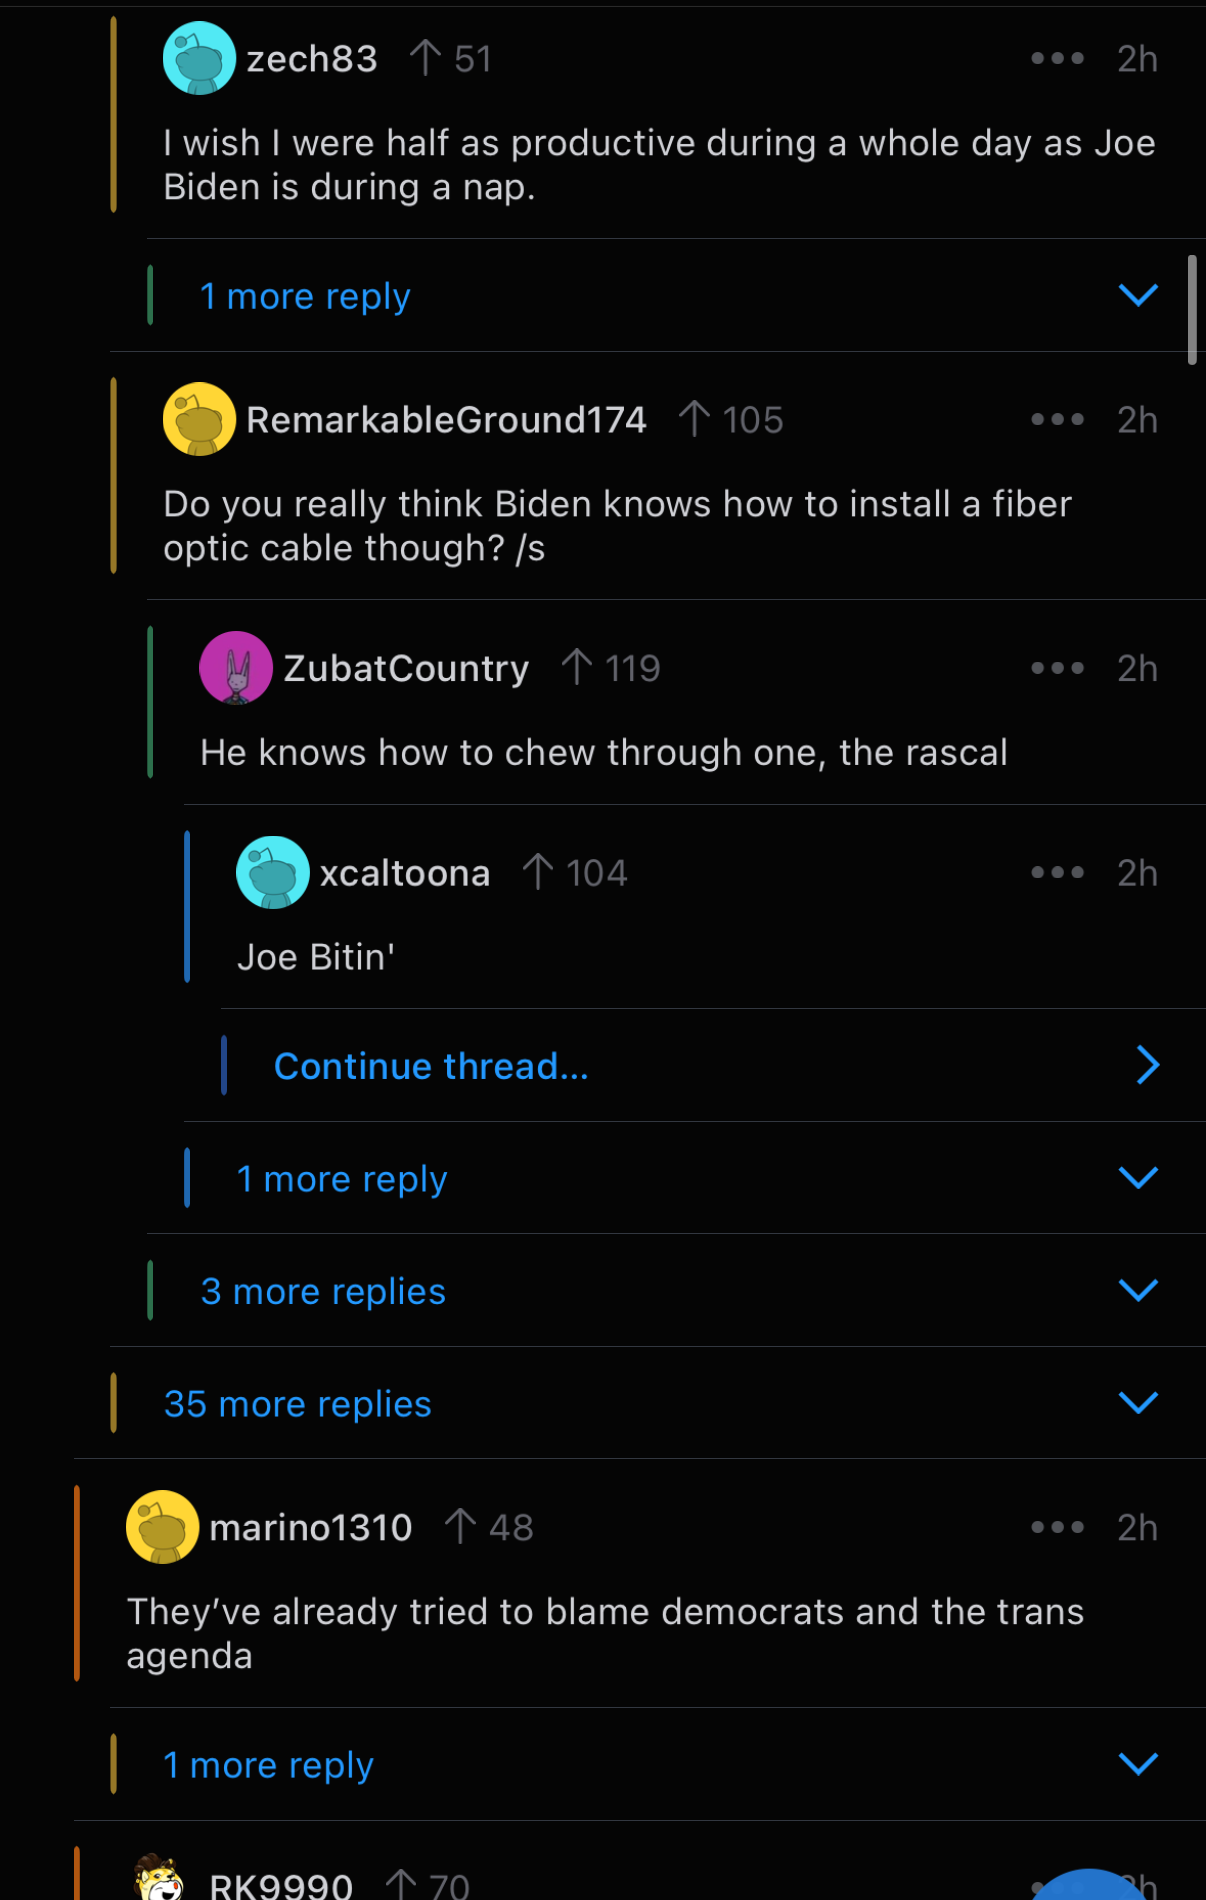 zech83 51 2h
I wish I were half as productive during a whole day as Joe
Biden is during a nap.
1 more reply
RemarkableGround174 105 2h
Do you really think Biden knows how to install a fiber
optic cable though? /s
ZubatCountry 119 2h
He knows how to chew through one, the rascal
xcaltoona 104 2h
Joe Bitin'
Continue thread...
1 more reply
3 more replies
35 more replies
marino1310 48 2h
They’ve already tried to blame democrats and the trans
agenda
1 more reply
RK9990 70